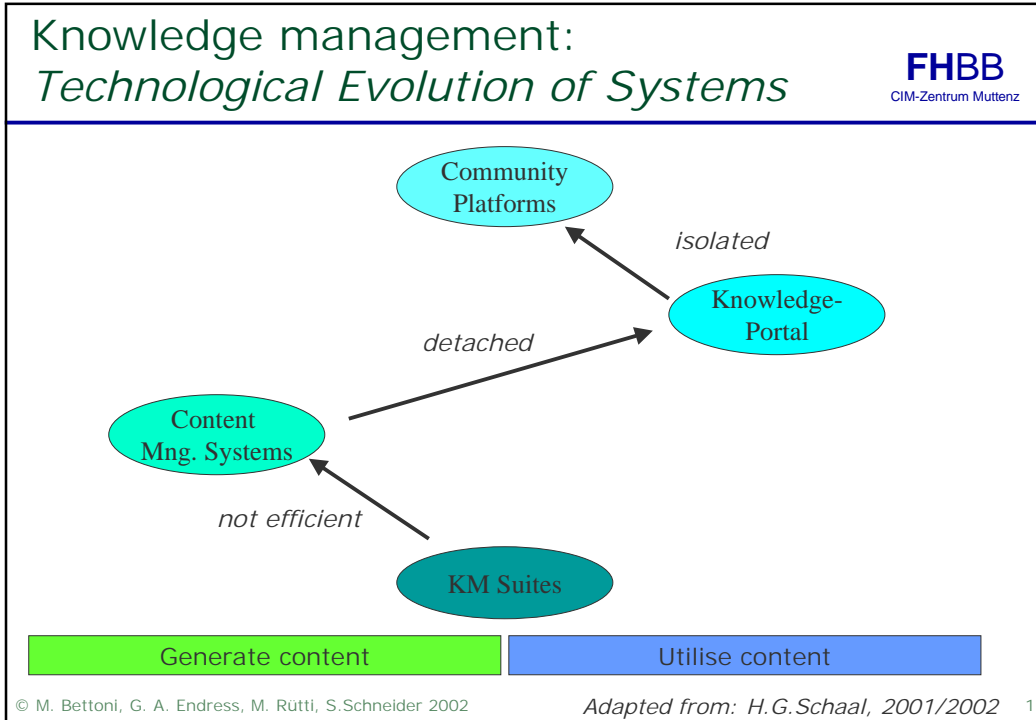 Knowledge management:
Technological Evolution of Systems
FHBB
CIM-Zentrum Muttenz
Community
Platforms
isolated
Knowledge-
Portal
detached
Content
Mng. Systems
not efficient
KM Suites
Generate content
Utilise content
© M. Bettoni, G. A. Endress, M. Rütti, S.Schneider 2002
Adapted from: H.G.Schaal, 2001/2002
1